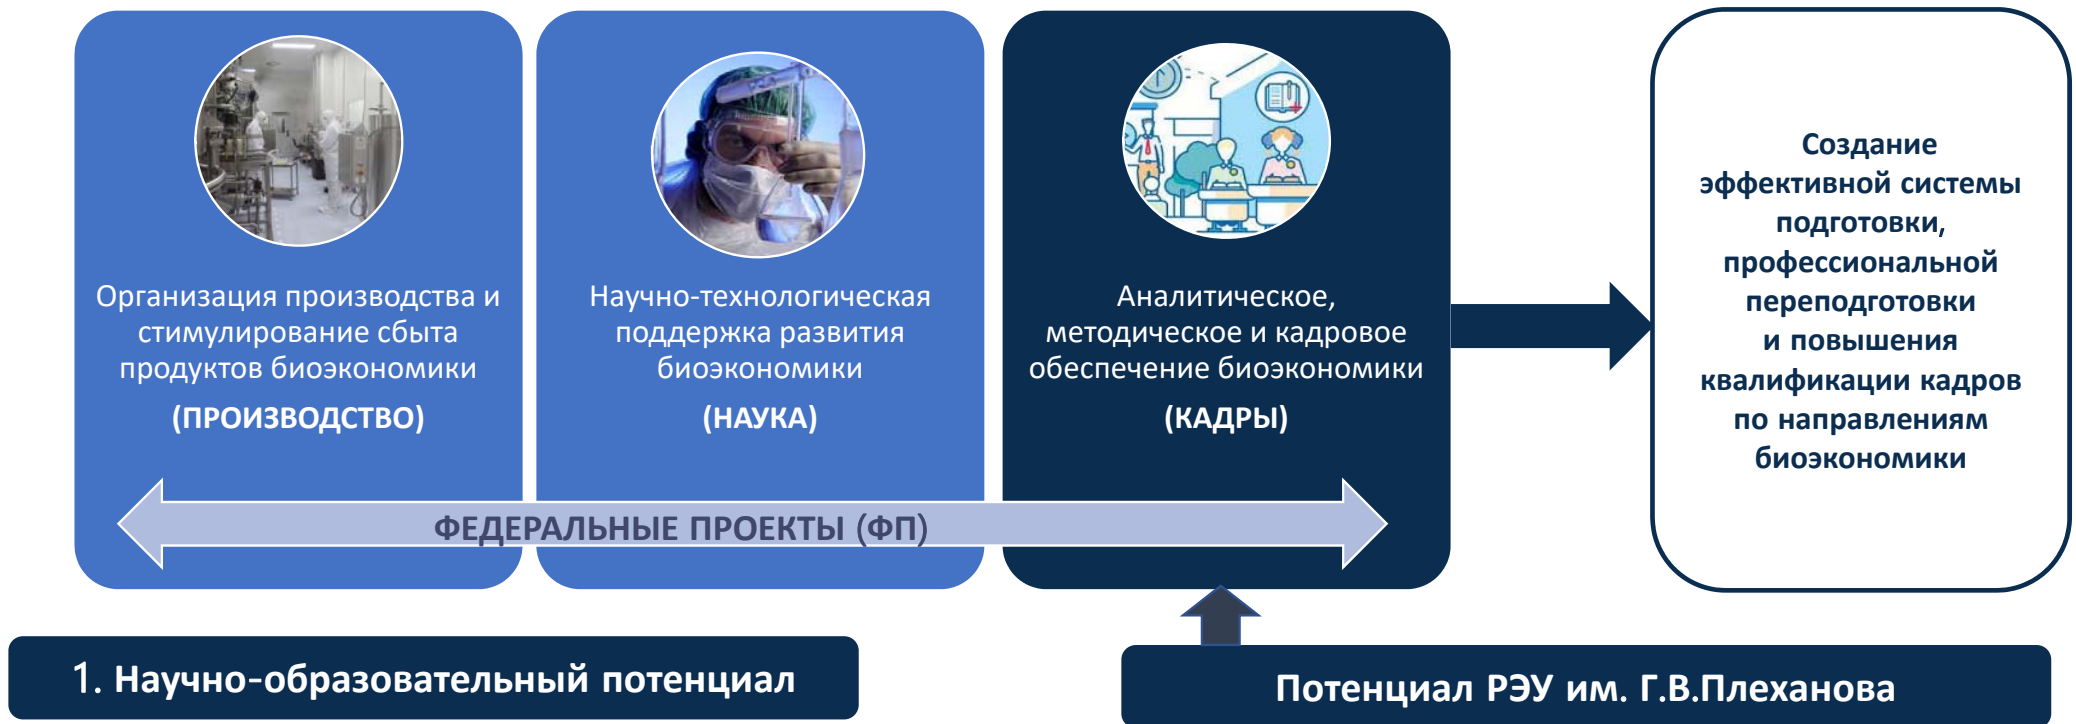 Организация производства и
стимулирование сбыта
продуктов биоэкономики
(ПРОИЗВОДСТВО)
Научно-технологическая
поддержка развития
биоэкономики
(НАУКА)
Аналитическое,
методическое и кадровое
обеспечение биоэкономики
(КАДРЫ)
ФЕДЕРАЛЬНЫЕ ПРОЕКТЫ (ФП)
Создание
эффективной системы
подготовки,
профессиональной
переподготовки
и повышения
квалификации кадров
по направлениям
биоэкономики
1. Научно-образовательный потенциал
Потенциал РЭУ им. Г.В.Плеханова